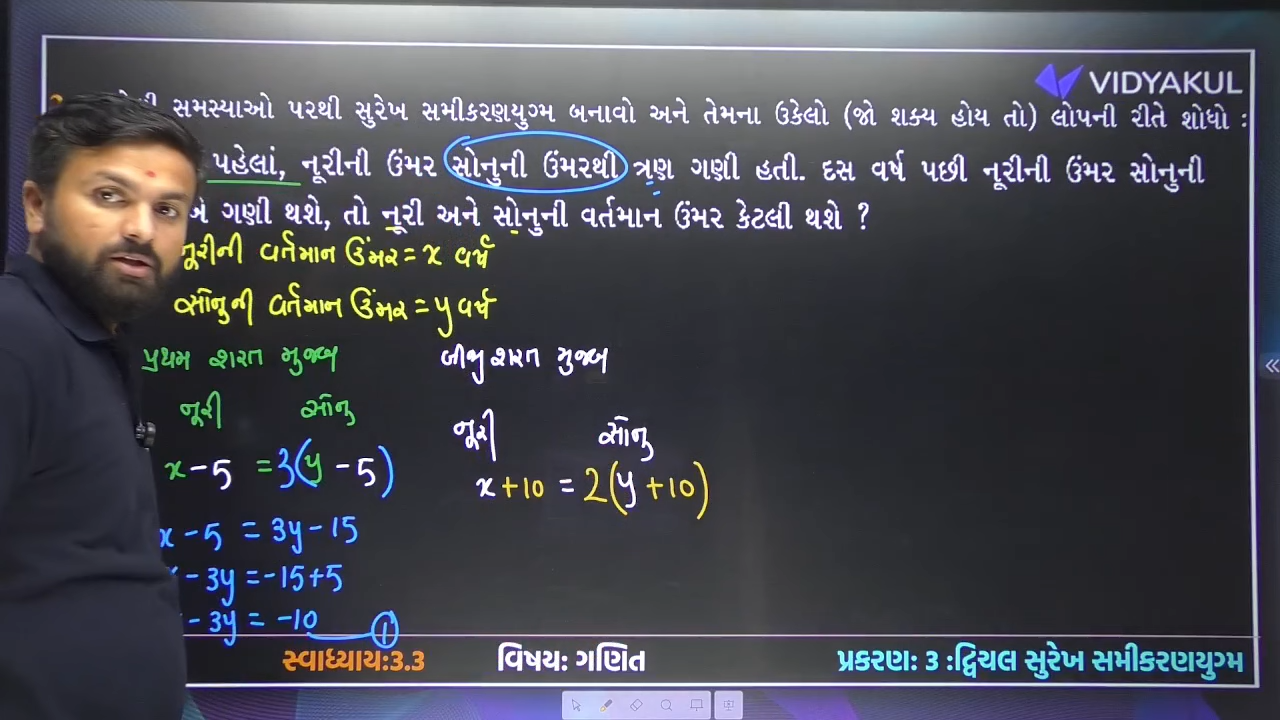 VIDYAKUL
સમસ્યાઓ પરથી સુરેખ સમીકરણયુગ્મ બનાવો અને તેમના ઉકેલો (જો શક્ય હોય તો) લોપની રીતે શોધો :
પહેલાં, નૂરીની ઉંમર સોનુની ઉંમરથી ત્રણ ગણી હતી. દસ વર્ષ પછી નૂરીની ઉંમર સોનુની
બે ગણી થશે, તો નૂરી અને સોનુની વર્તમાન ઉંમર કેટલી થશે ?
નૂરીની વર્તમાન ઉંમર = x વર્ષ
સોનુની વર્તમાન ઉંમર = y વર્ષ
પ્રથમ શરત મુજબ
નૂરી સોનુ
x - 5 = 3(y - 5)
x - 5 = 3y - 15
- 3y = -15+5
- 3y = -10 ①
બીજી શરત મુજબ
નૂરી સોનુ
x + 10 = 2(y + 10)
સ્વાધ્યાય:3.3 વિષય: ગણિત પ્રકરણ: 3 :દ્વિચલ સુરેખ સમીકરણયુગ્મ